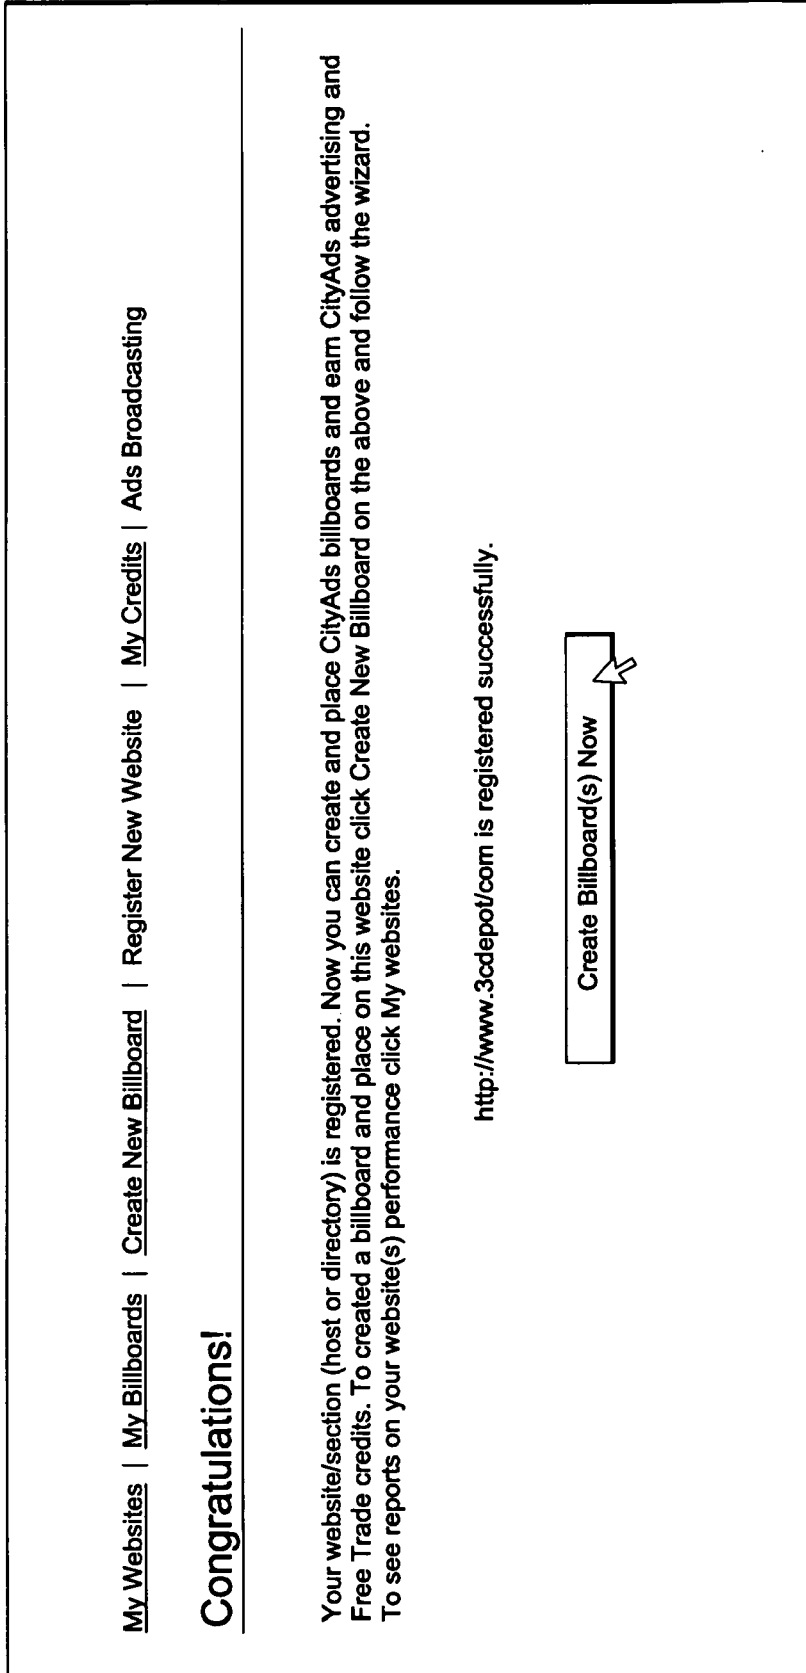 My Websites | My Billboards | Create New Billboard | Register New Website | My Credits | Ads Broadcasting
Congratulations!
Your website/section (host or directory) is registered. Now you can create and place CityAds billboards and earn CityAds advertising and
Free Trade credits. To created a billboard and place on this website click Create New Billboard on the above and follow the wizard.
To see reports on your website(s) performance click My websites.
http://www.3cdepot/com is registered successfully.
Create Billboard(s) Now